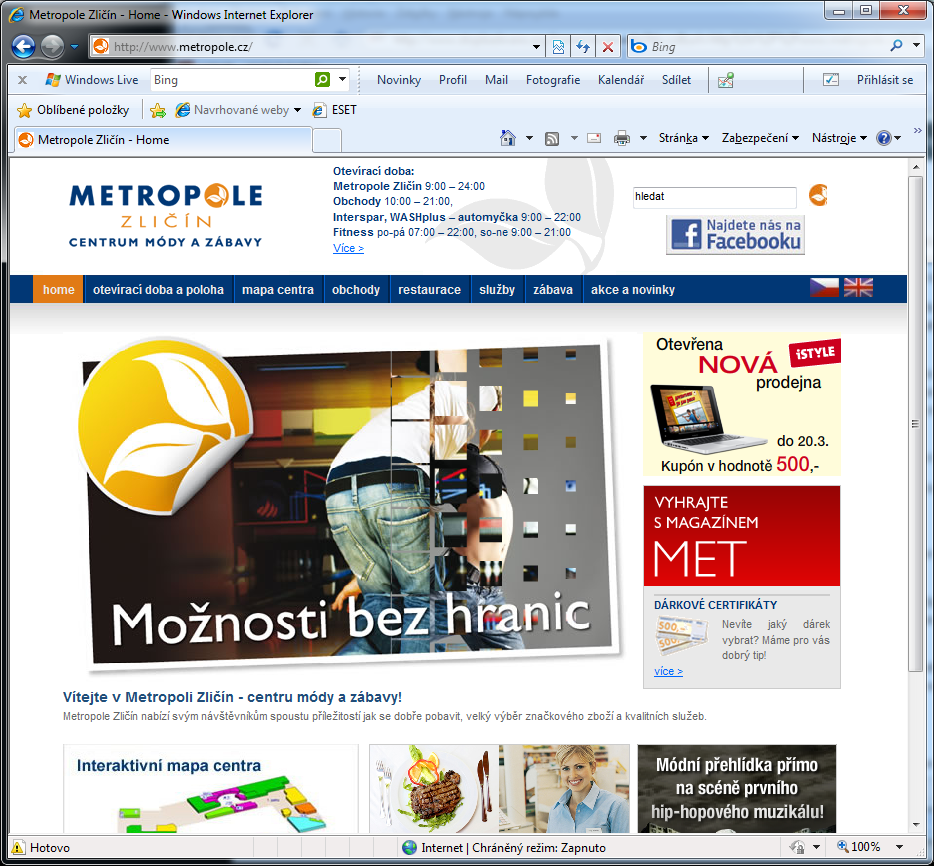 Metropole Zličín - Home - Windows Internet Explorer
http://www.metropole.cz/
Bing
Windows Live
Bing
Novinky
Profil
Mail
Fotografie
Kalendář
Sdílet
Přihlásit se
Oblíbené položky
Navrhované weby
ESET
Metropole Zličín - Home
Stránka
Zabezpečení
Nástroje
»
METROPOLE
ZLIČÍN
CENTRUM MÓDY A ZÁBAVY
Otevírací doba:
Metropole Zličín 9:00 – 24:00
Obchody 10:00 – 21:00,
Interspar, WASHplus – automyčka 9:00 – 22:00
Fitness po-pá 07:00 – 22:00, so-ne 9:00 – 21:00
Více >
hledat
Najdete nás na
Facebooku
home
otevírací doba a poloha
mapa centra
obchody
restaurace
služby
zábava
akce a novinky
Možnosti bez hranic
Otevřena
NOVÁ
iSTYLE
prodejna
do 20.3.
Kupón v hodnotě 500,-
VYHRAJTE
S MAGAZÍNEM
MET
DÁRKOVÉ CERTIFIKÁTY
500,-
Nevíte jaký dárek
vybrat? Máme pro vás
dobrý tip!
více >
Vítejte v Metropoli Zličín - centru módy a zábavy!
Metropole Zličín nabízí svým návštěvníkům spoustu příležitostí jak se dobře pobavit, velký výběr značkového zboží a kvalitních služeb.
Interaktivní mapa centra
Módní přehlídka přímo
na scéně prvního
hip-hopového muzikálu!
Hotovo
Internet | Chráněný režim: Zapnuto
100%